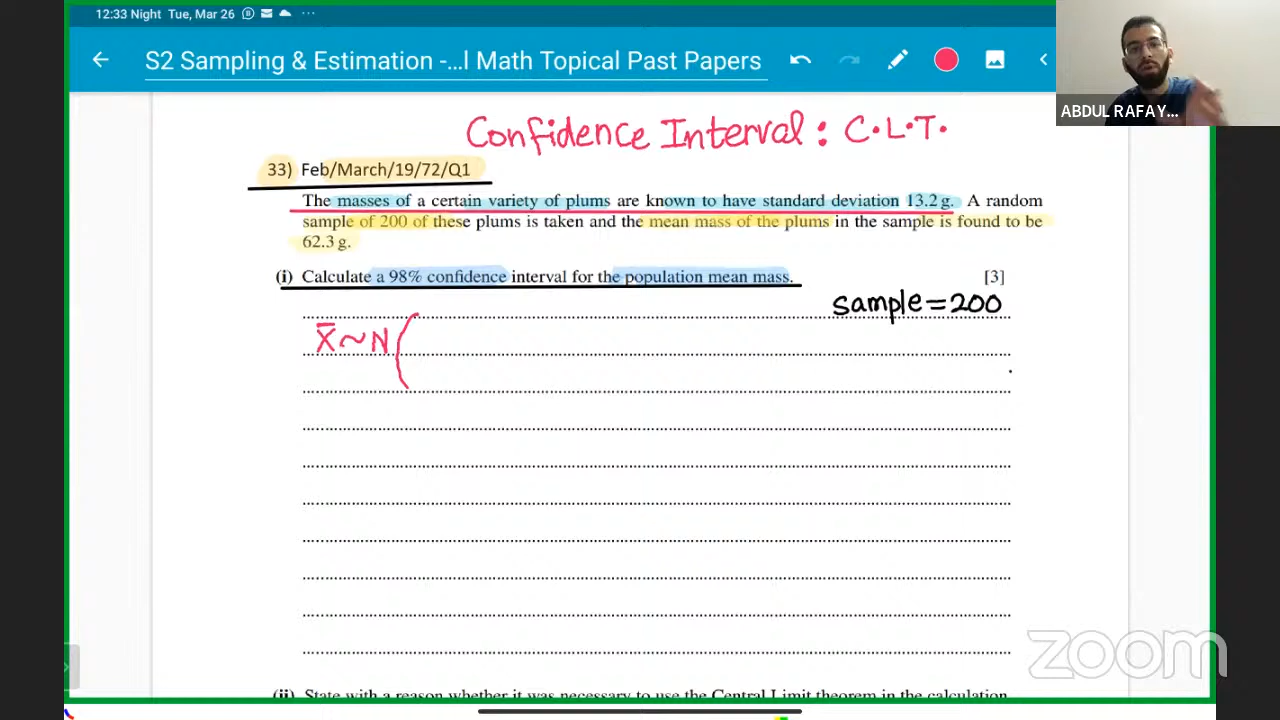 12:33 Night Tue, Mar 26
S2 Sampling & Estimation -...l Math Topical Past Papers
ABDUL RAFAY...
Confidence Interval : C.L.T.
33) Feb/March/19/72/Q1
The masses of a certain variety of plums are known to have standard deviation 13.2 g. A random
sample of 200 of these plums is taken and the mean mass of the plums in the sample is found to be
62.3 g.
(i) Calculate a 98% confidence interval for the population mean mass. [3]
sample = 200
X̄ ~ N (
zoom
(ii) State with a reason whether it was necessary to use the Central Limit theorem in the calculation